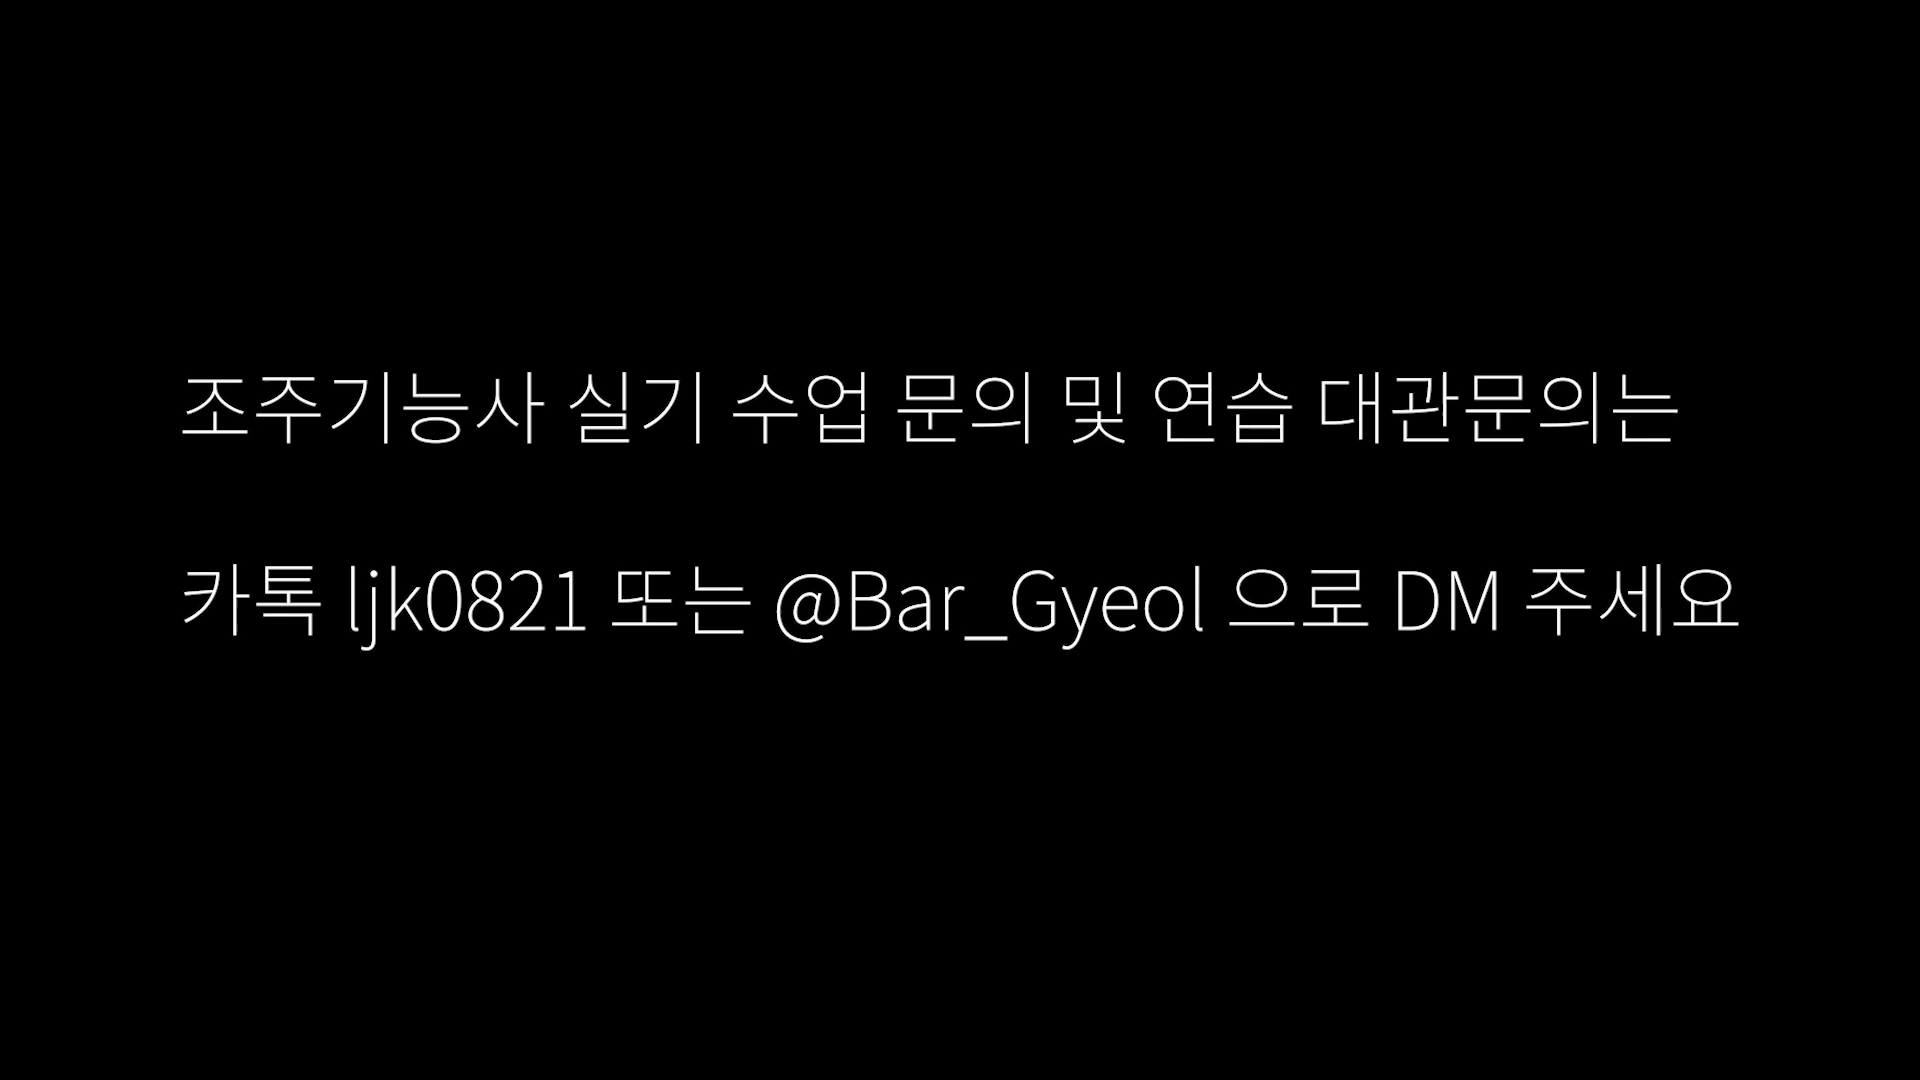 조주기능사 실기 수업 문의 및 연습 대관문의는
카톡 ljk0821 또는 @Bar_Gyeol 으로 DM 주세요